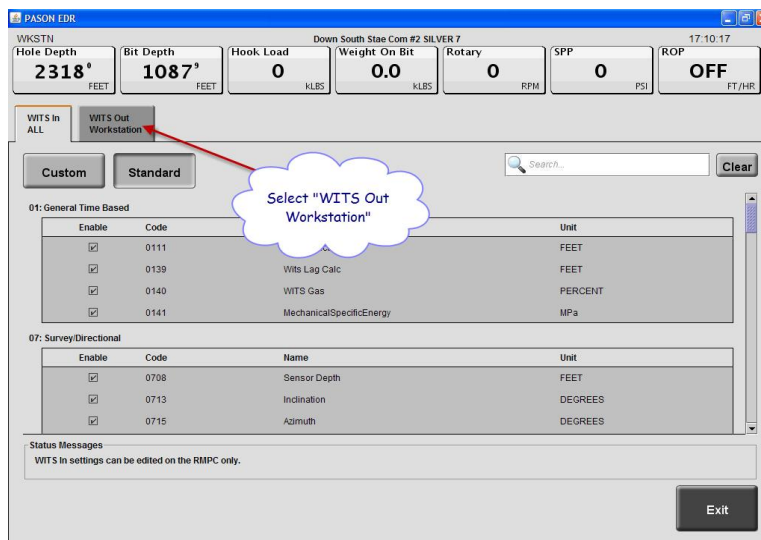 PASON EDR
WKSTN Down South Stae Com #2 SILVER 7 17:10:17
Hole Depth Bit Depth Hook Load Weight On Bit Rotary SPP ROP
2318⁰ 1087⁹ 0 0.0 0 0 OFF
FEET FEET kLBS kLBS RPM PSI FT/HR
WITS In
ALL
WITS Out
Workstation
Custom Standard Search... Clear
Select "WITS Out
Workstation"
01: General Time Based
Enable Code Unit
0111 FEET
0139 Wits Lag Calc FEET
0140 WITS Gas PERCENT
0141 MechanicalSpecificEnergy MPa
07: Survey/Directional
Enable Code Name Unit
0708 Sensor Depth FEET
0713 Inclination DEGREES
0715 Azimuth DEGREES
Status Messages
WITS In settings can be edited on the RMPC only.
Exit